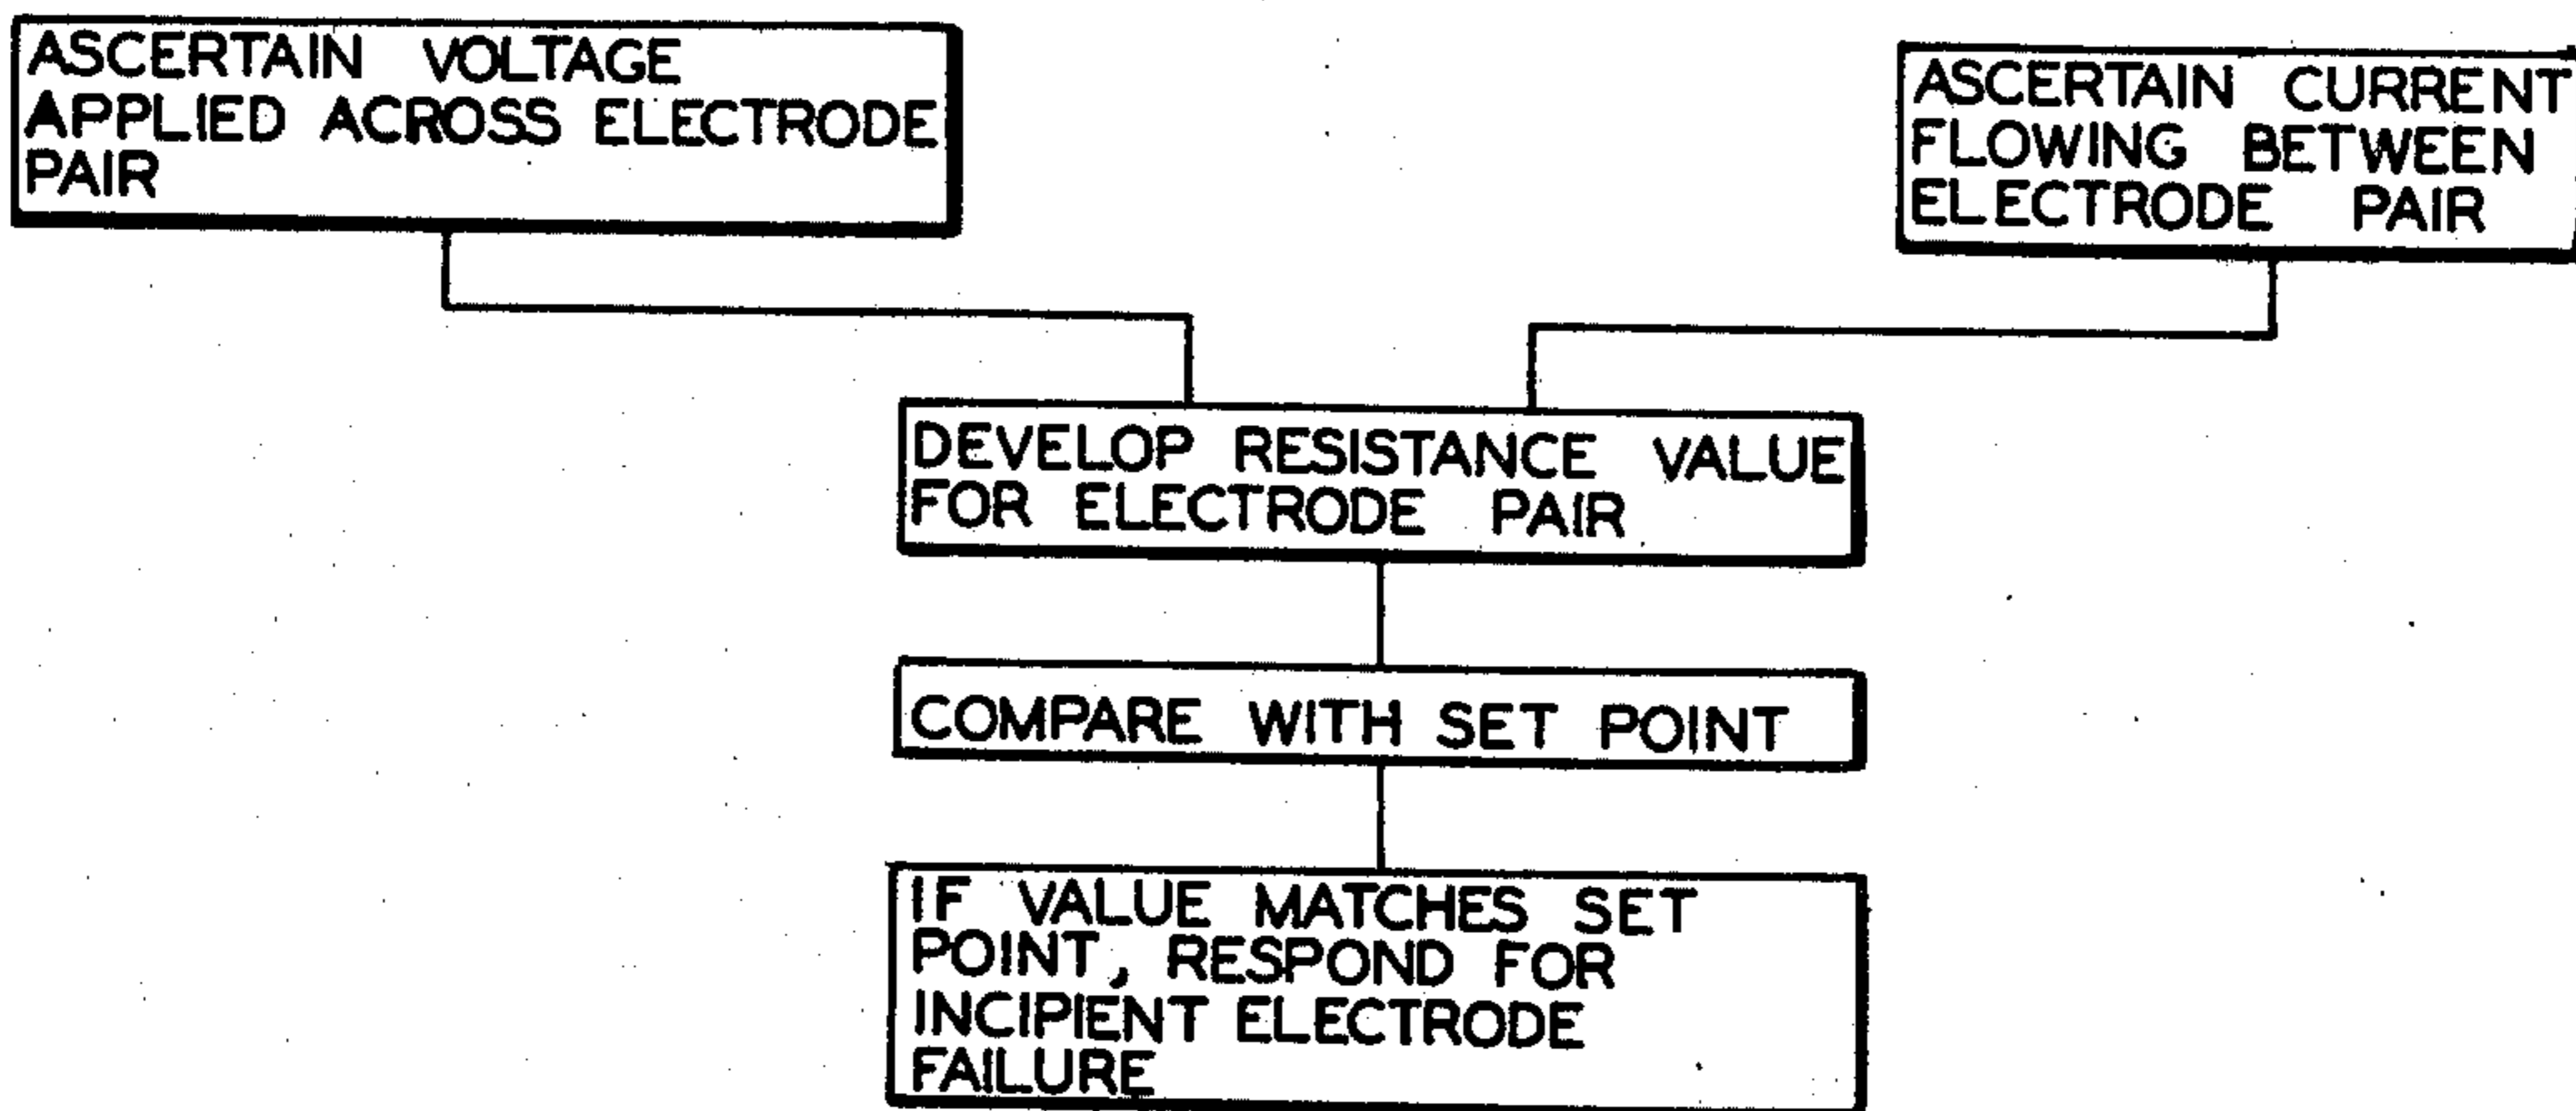 ASCERTAIN VOLTAGE
APPLIED ACROSS ELECTRODE
PAIR
ASCERTAIN CURRENT
FLOWING BETWEEN
ELECTRODE PAIR
DEVELOP RESISTANCE VALUE
FOR ELECTRODE PAIR
COMPARE WITH SET POINT
IF VALUE MATCHES SET
POINT, RESPOND FOR
INCIPIENT ELECTRODE
FAILURE